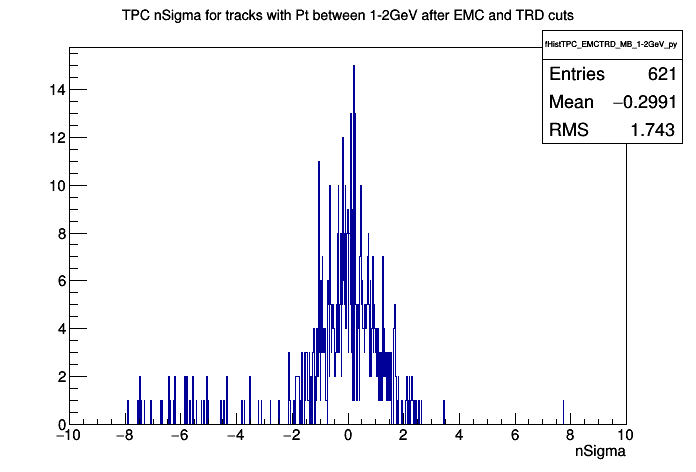 TPC nSigma for tracks with Pt between 1-2GeV after EMC and TRD cuts
fHistTPC_EMCTRD_MB_1-2GeV_py
Entries 621
Mean −0.2991
RMS 1.743
14
12
10
8
6
4
2
0
−10 −8 −6 −4 −2 0 2 4 6 8 10
nSigma